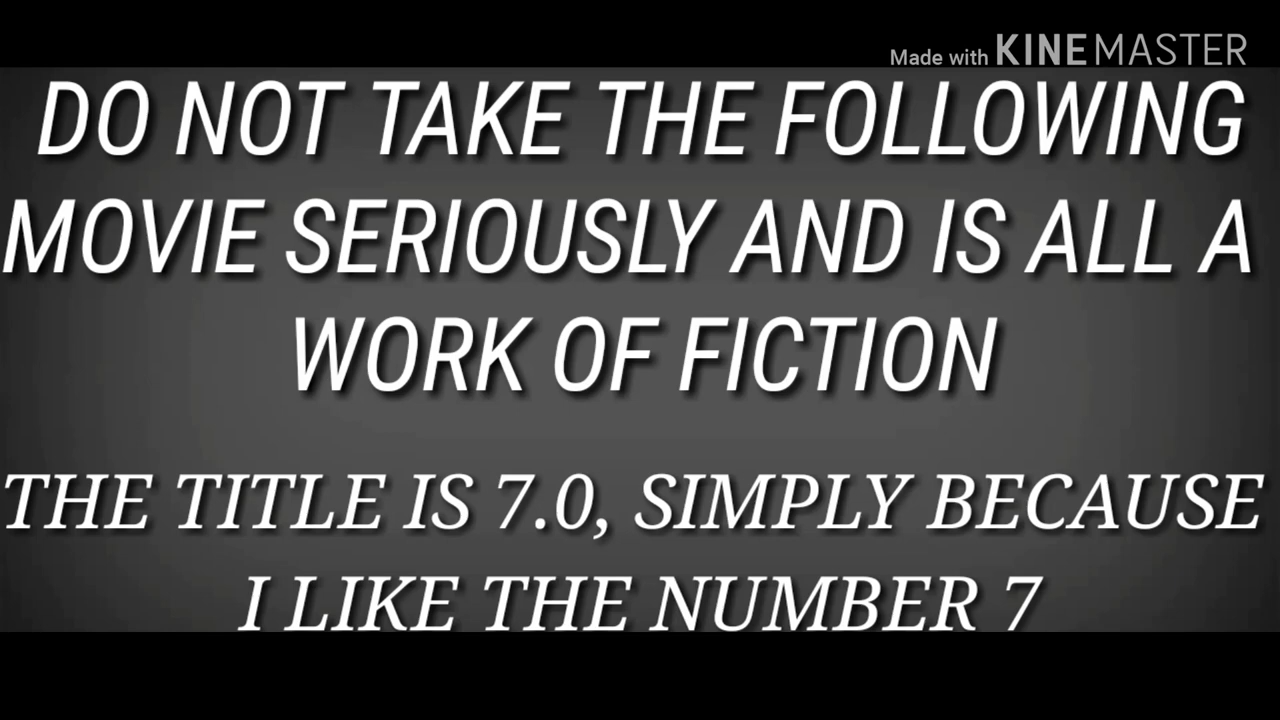 Made with KINEMASTER
DO NOT TAKE THE FOLLOWING
MOVIE SERIOUSLY AND IS ALL A
WORK OF FICTION
THE TITLE IS 7.0, SIMPLY BECAUSE
I LIKE THE NUMBER 7